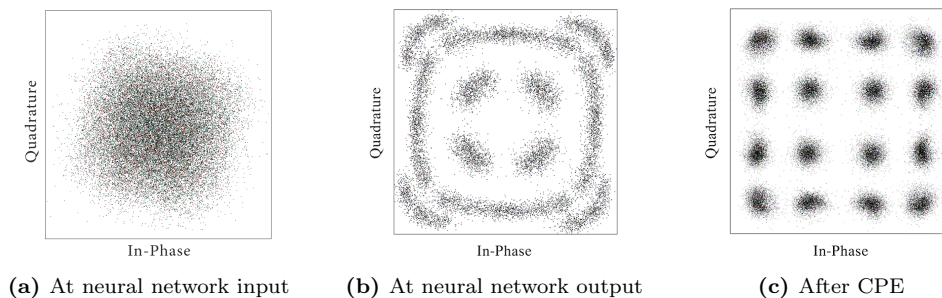 Quadrature
In-Phase
(a) At neural network input
Quadrature
In-Phase
(b) At neural network output
Quadrature
In-Phase
(c) After CPE